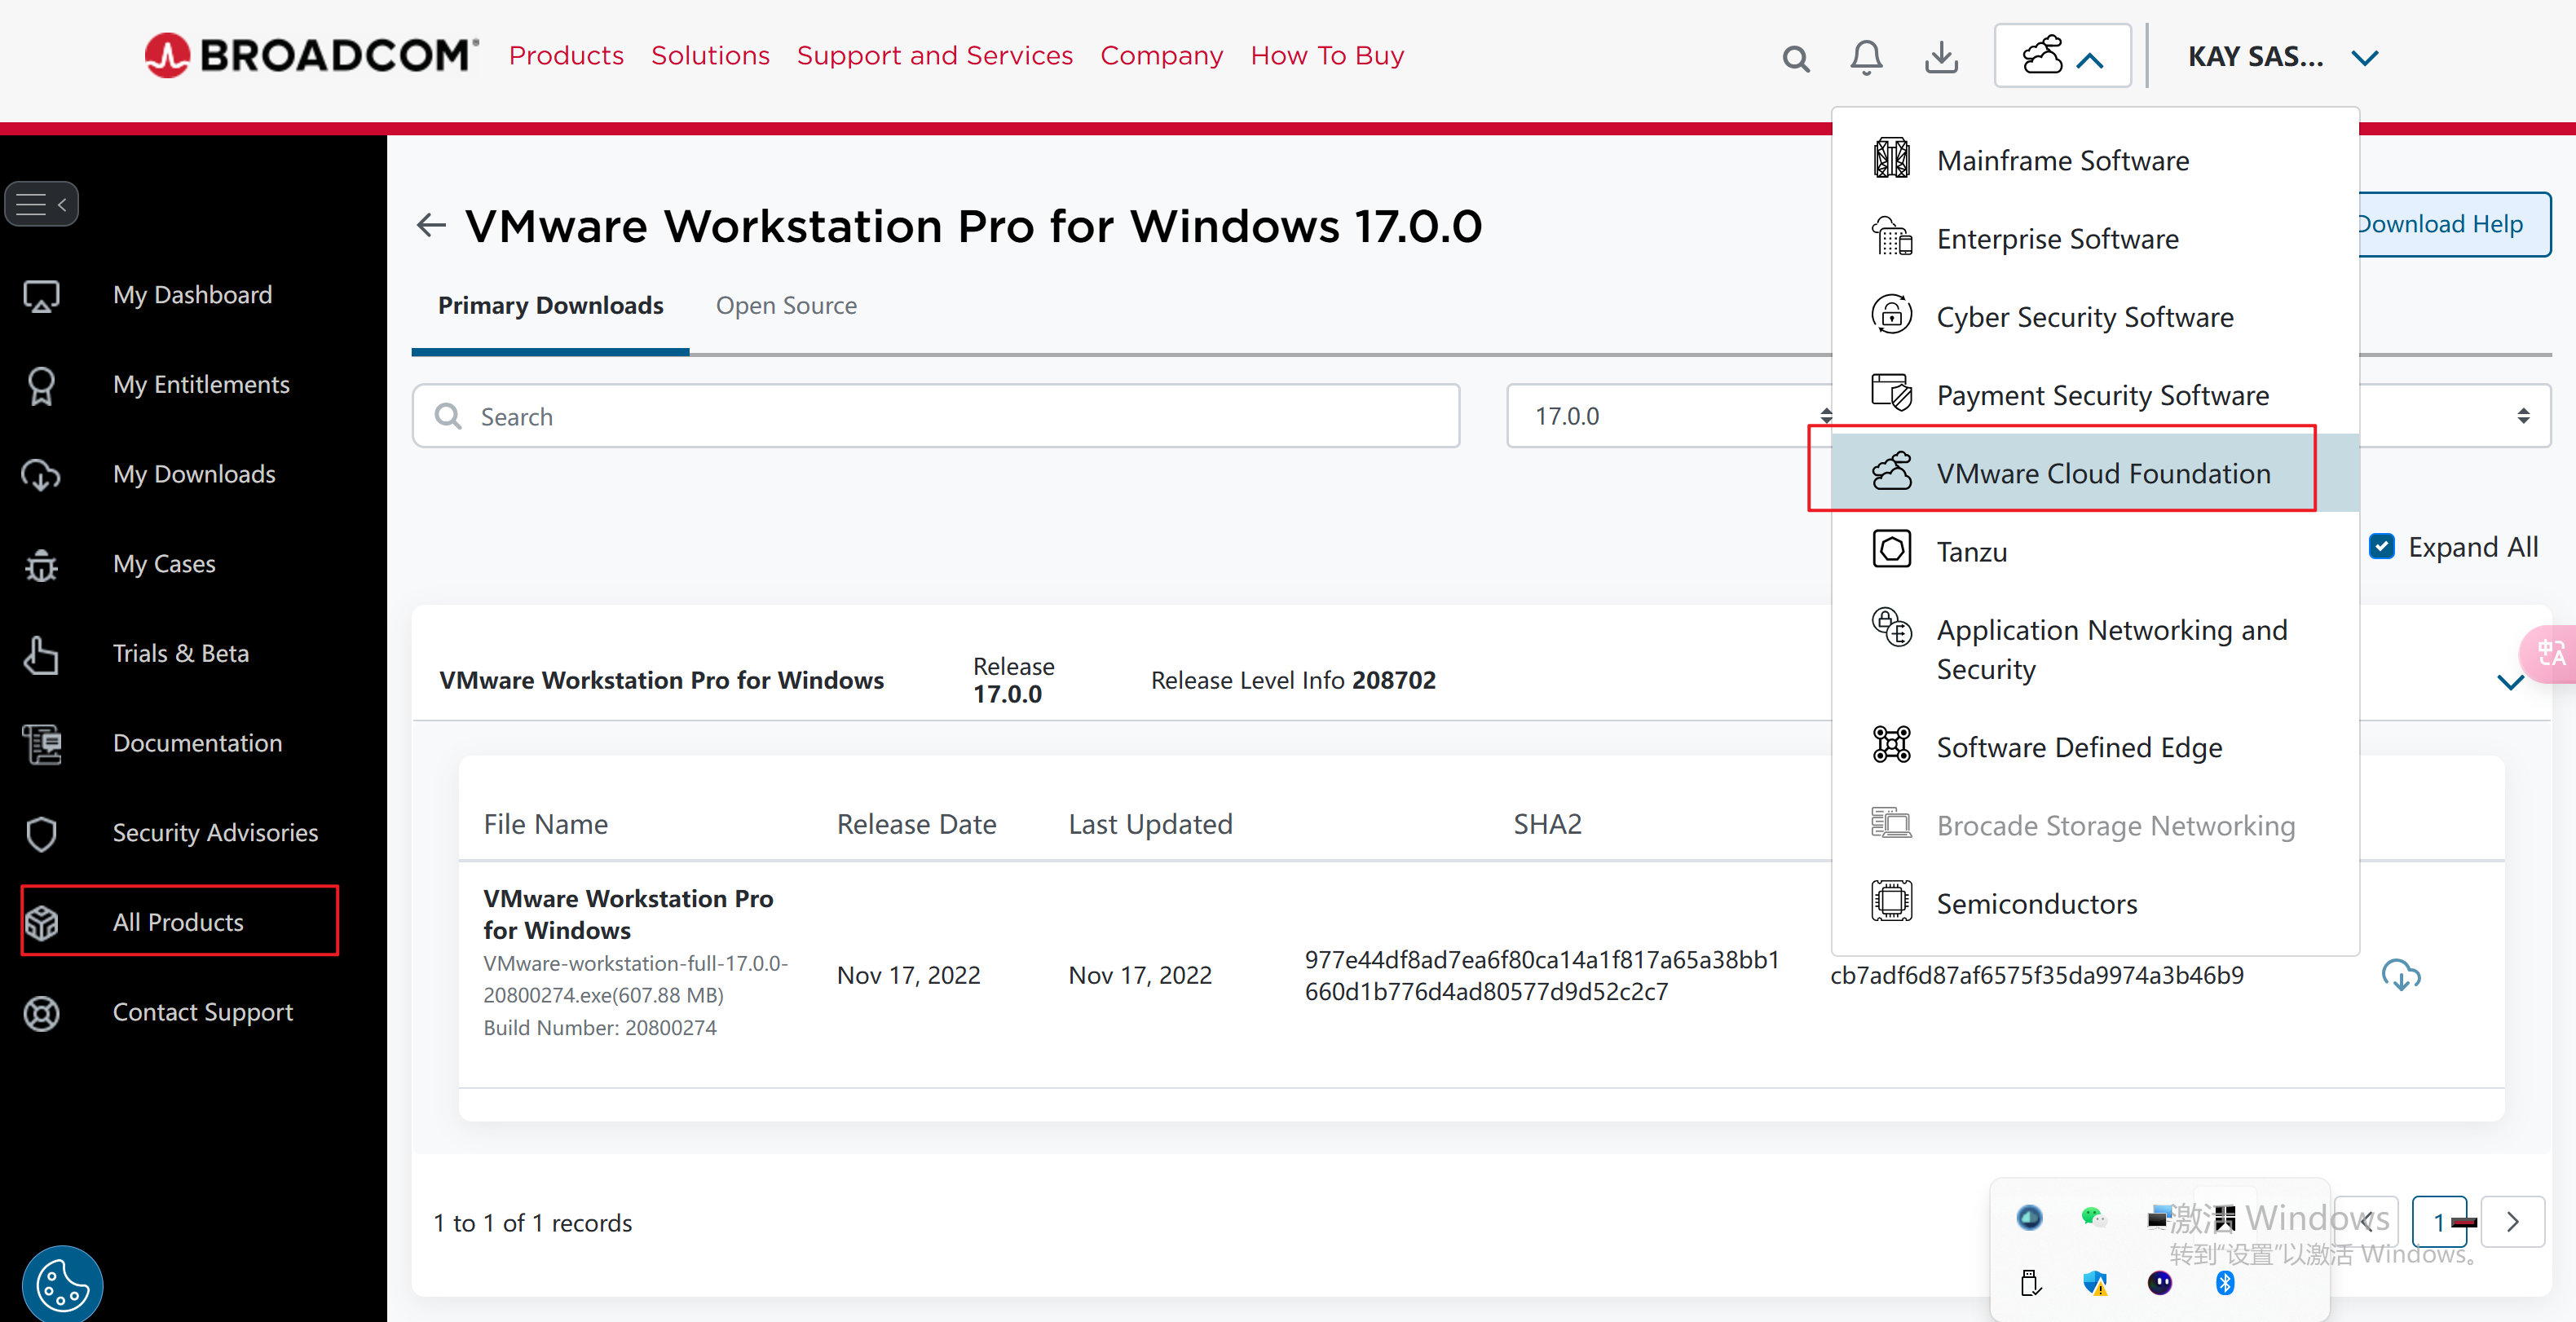 BROADCOM
Products
Solutions
Support and Services
Company
How To Buy
KAY SAS...
My Dashboard
My Entitlements
My Downloads
My Cases
Trials & Beta
Documentation
Security Advisories
All Products
Contact Support
VMware Workstation Pro for Windows 17.0.0
Download Help
Primary Downloads
Open Source
Search
17.0.0
Mainframe Software
Enterprise Software
Cyber Security Software
Payment Security Software
VMware Cloud Foundation
Tanzu
Application Networking and
Security
Software Defined Edge
Brocade Storage Networking
Semiconductors
Expand All
中A
VMware Workstation Pro for Windows
Release
17.0.0
Release Level Info 208702
File Name
Release Date
Last Updated
SHA2
VMware Workstation Pro
for Windows
VMware-workstation-full-17.0.0-
20800274.exe(607.88 MB)
Build Number: 20800274
Nov 17, 2022
Nov 17, 2022
977e44df8ad7ea6f80ca14a1f817a65a38bb1
660d1b776d4ad80577d9d52c2c7
cb7adf6d87af6575f35da9974a3b46b9
1 to 1 of 1 records
1
激活 Windows
转到“设置”以激活 Windows。